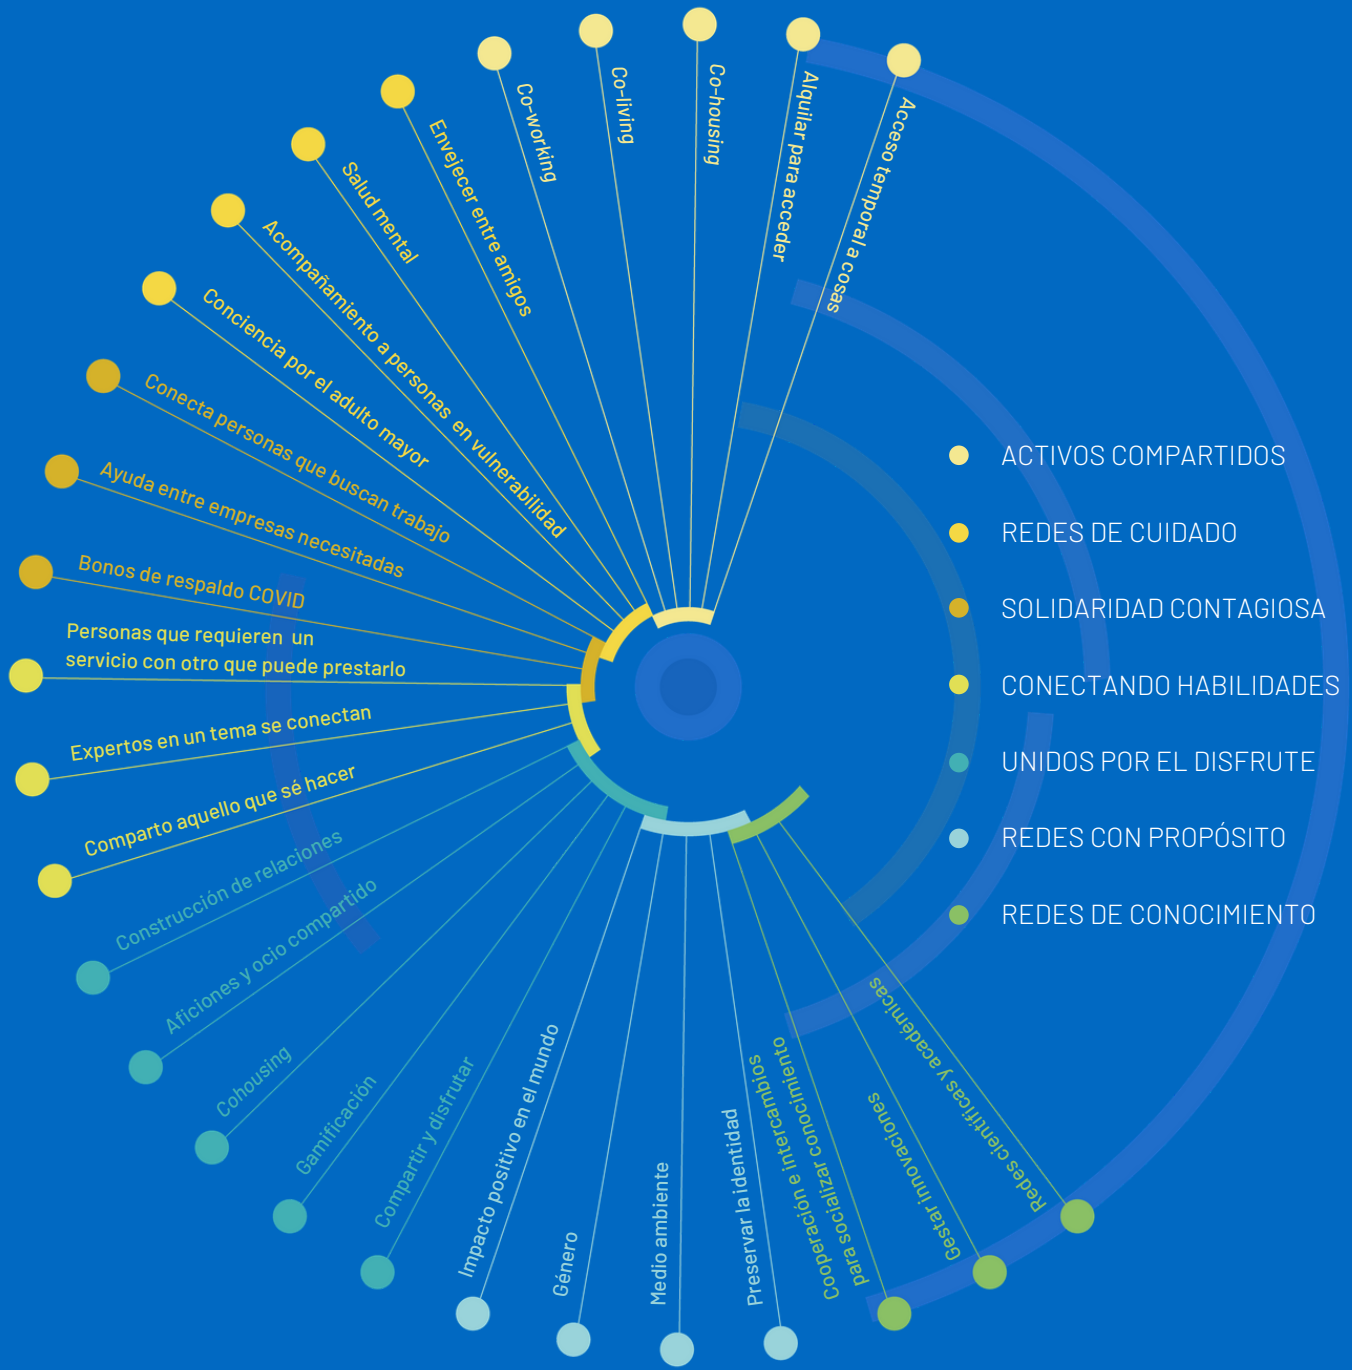 Acceso temporal a cosas
Alquilar para acceder
Co-housing
Co-living
Co-working
Envejecer entre amigos
Salud mental
Acompañamiento a personas en vulnerabilidad
Conciencia por el adulto mayor
Conecta personas que buscan trabajo
Ayuda entre empresas necesitadas
Bonos de respaldo COVID
Personas que requieren un
servicio con otro que puede prestarlo
Expertos en un tema se conectan
Comparto aquello que sé hacer
Construcción de relaciones
Aficiones y ocio compartido
Cohousing
Gamificación
Compartir y disfrutar
Impacto positivo en el mundo
Género
Medio ambiente
Preservar la identidad
Cooperación e intercambios
para socializar conocimiento
Gestar innovaciones
Redes científicas y académicas
ACTIVOS COMPARTIDOS
REDES DE CUIDADO
SOLIDARIDAD CONTAGIOSA
CONECTANDO HABILIDADES
UNIDOS POR EL DISFRUTE
REDES CON PROPÓSITO
REDES DE CONOCIMIENTO